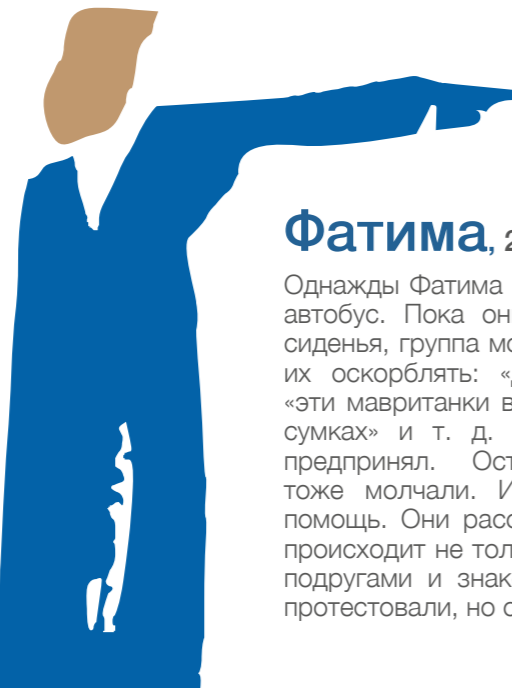 Фатима, 2
Однажды Фатима
автобус. Пока он
сиденья, группа мо
их оскорблять: «
«эти мавританки в
сумках» и т. д.
предпринял. Ост
тоже молчали. И
помощь. Они расс
происходит не тол
подругами и знак
протестовали, но с